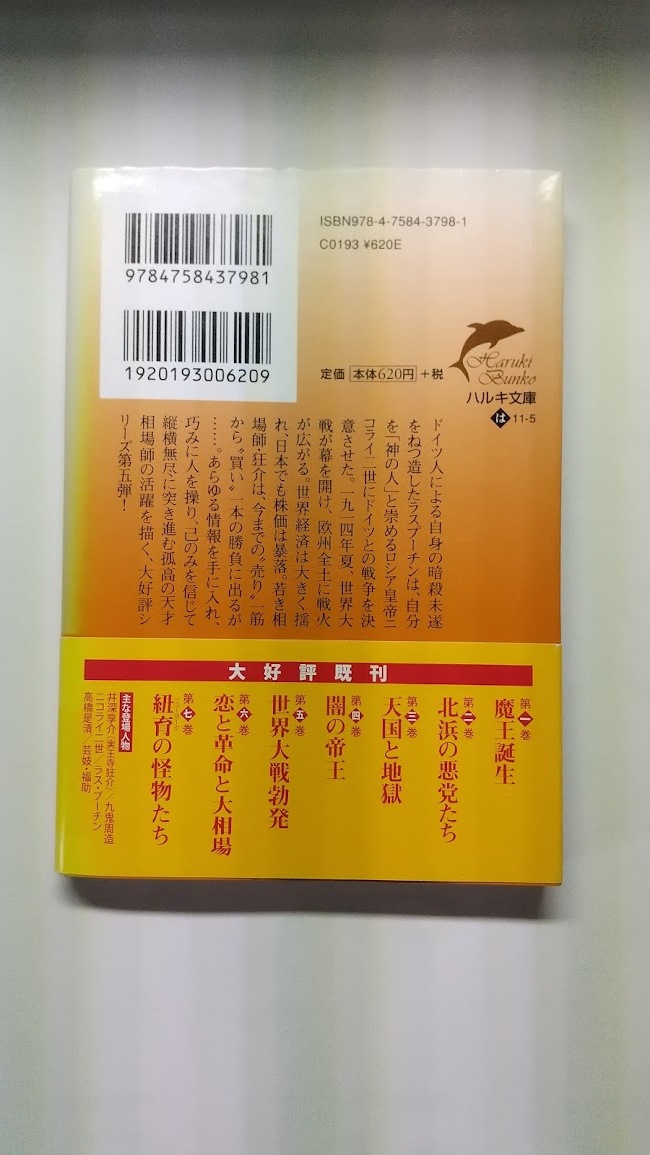 9784758437981
1920193006209
ISBN978-4-7584-3798-1
C0193 ¥620E
定価 本体620円 +税
Haruki
Bunko
ハルキ文庫
は 11-5
ドイツ人による自身の暗殺未遂
をねつ造したラスプーチンは、自分
を「神の人」と崇めるロシア皇帝ニ
コライ二世にドイツとの戦争を決
意させた。一九一四年夏、世界大
戦が幕を開け、欧州全土に戦火
が広がる。世界経済は大きく揺
れ、日本でも株価は暴落。若き相
場師・狂介は、今までの〝売り〟一筋
から〝買い〟一本の勝負に出るが
……。あらゆる情報を手に入れ、
巧みに人を操り、己のみを信じて
縦横無尽に突き進む孤高の天才
相場師の活躍を描く、大好評シ
リーズ第五弾！
大好評既刊
第一巻 魔王誕生
第二巻 北浜の悪党たち
第三巻 天国と地獄
第四巻 闇の帝王
第五巻 世界大戦勃発
第六巻 恋と革命と大相場
第七巻 紐育の怪物たち
ニューヨーク
主な登場人物
井深享介(実王寺狂介)／九鬼周造
ニコライ二世／ラス・プーチン
高橋是清／芸妓・福助